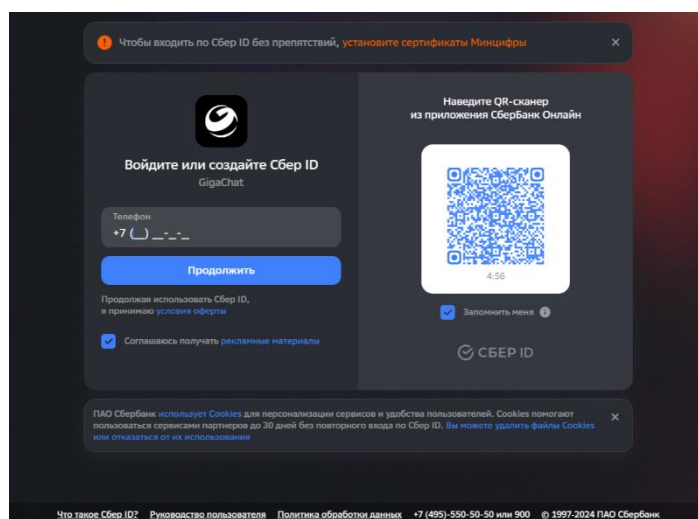 Чтобы входить по Сбер ID без препятствий, установите сертификаты Минцифры
Войдите или создайте Сбер ID
GigaChat
Телефон
+7 (__) __-_-_
Продолжить
Продолжая использовать Сбер ID,
я принимаю условия оферты
Соглашаюсь получать рекламные материалы
Наведите QR-сканер
из приложения СберБанк Онлайн
4:56
Запомнить меня
СБЕР ID
ПАО Сбербанк использует Cookies для персонализации сервисов и удобства пользователей. Cookies помогают
пользоваться сервисами партнеров до 30 дней без повторного входа по Сбер ID. Вы можете удалить файлы Cookies
или отказаться от их использования
Что такое Сбер ID? Руководство пользователя Политика обработки данных +7 (495)-550-50-50 или 900 © 1997-2024 ПАО Сбербанк